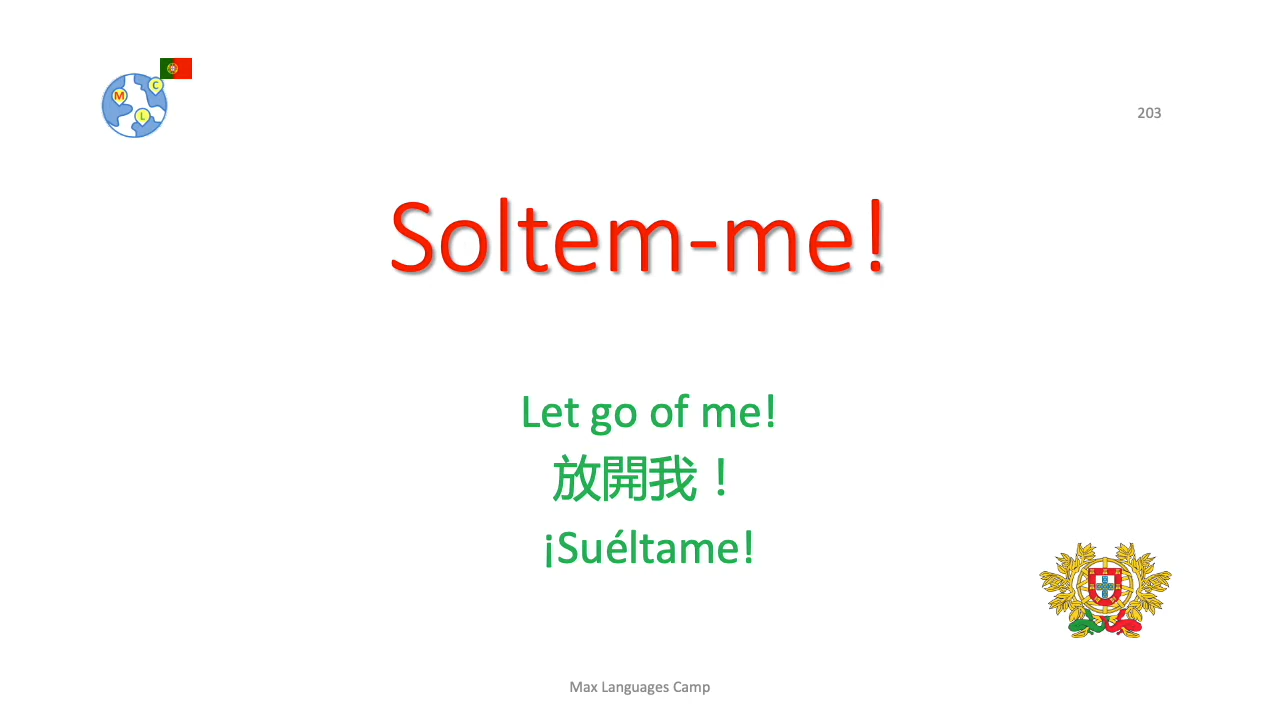 M
C
L
203
Soltem-me!
Let go of me!
放開我！
¡Suéltame!
Max Languages Camp